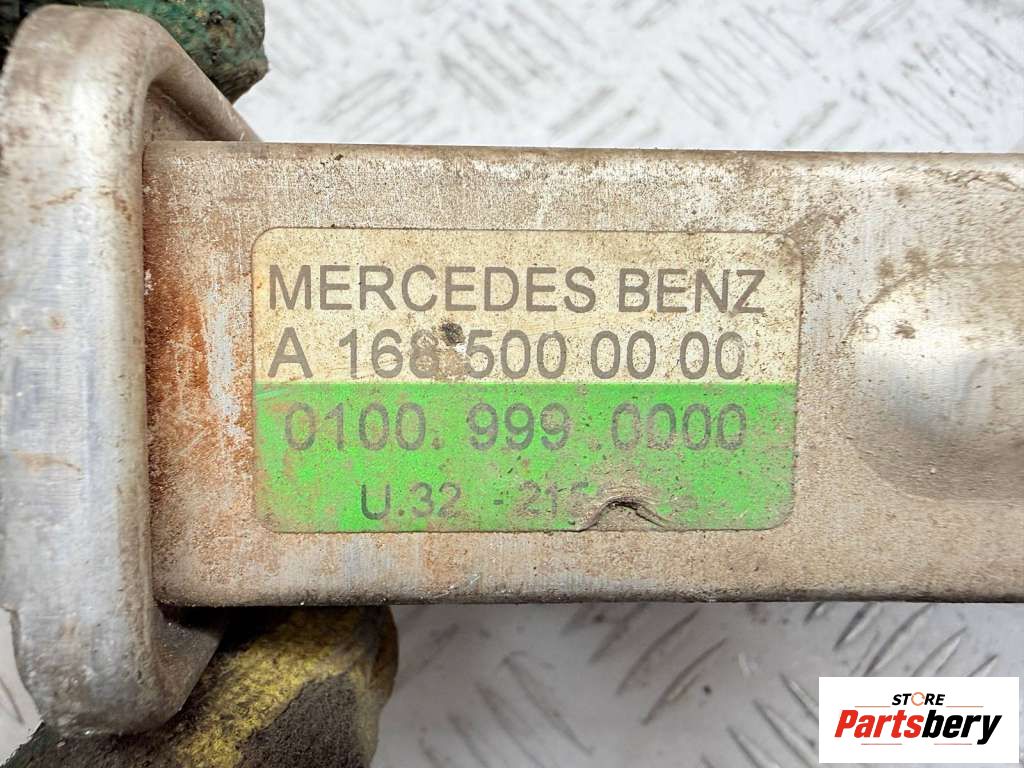 MERCEDES BENZ
A 168 500 00 00
0100. 999 .0000
U.32
STORE
Partsbery